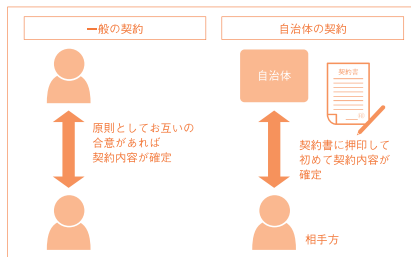 一般の契約
自治体の契約
原則としてお互いの
合意があれば
契約内容が確定
自治体
契約書
契約書に押印して
初めて契約内容が
確定
相手方